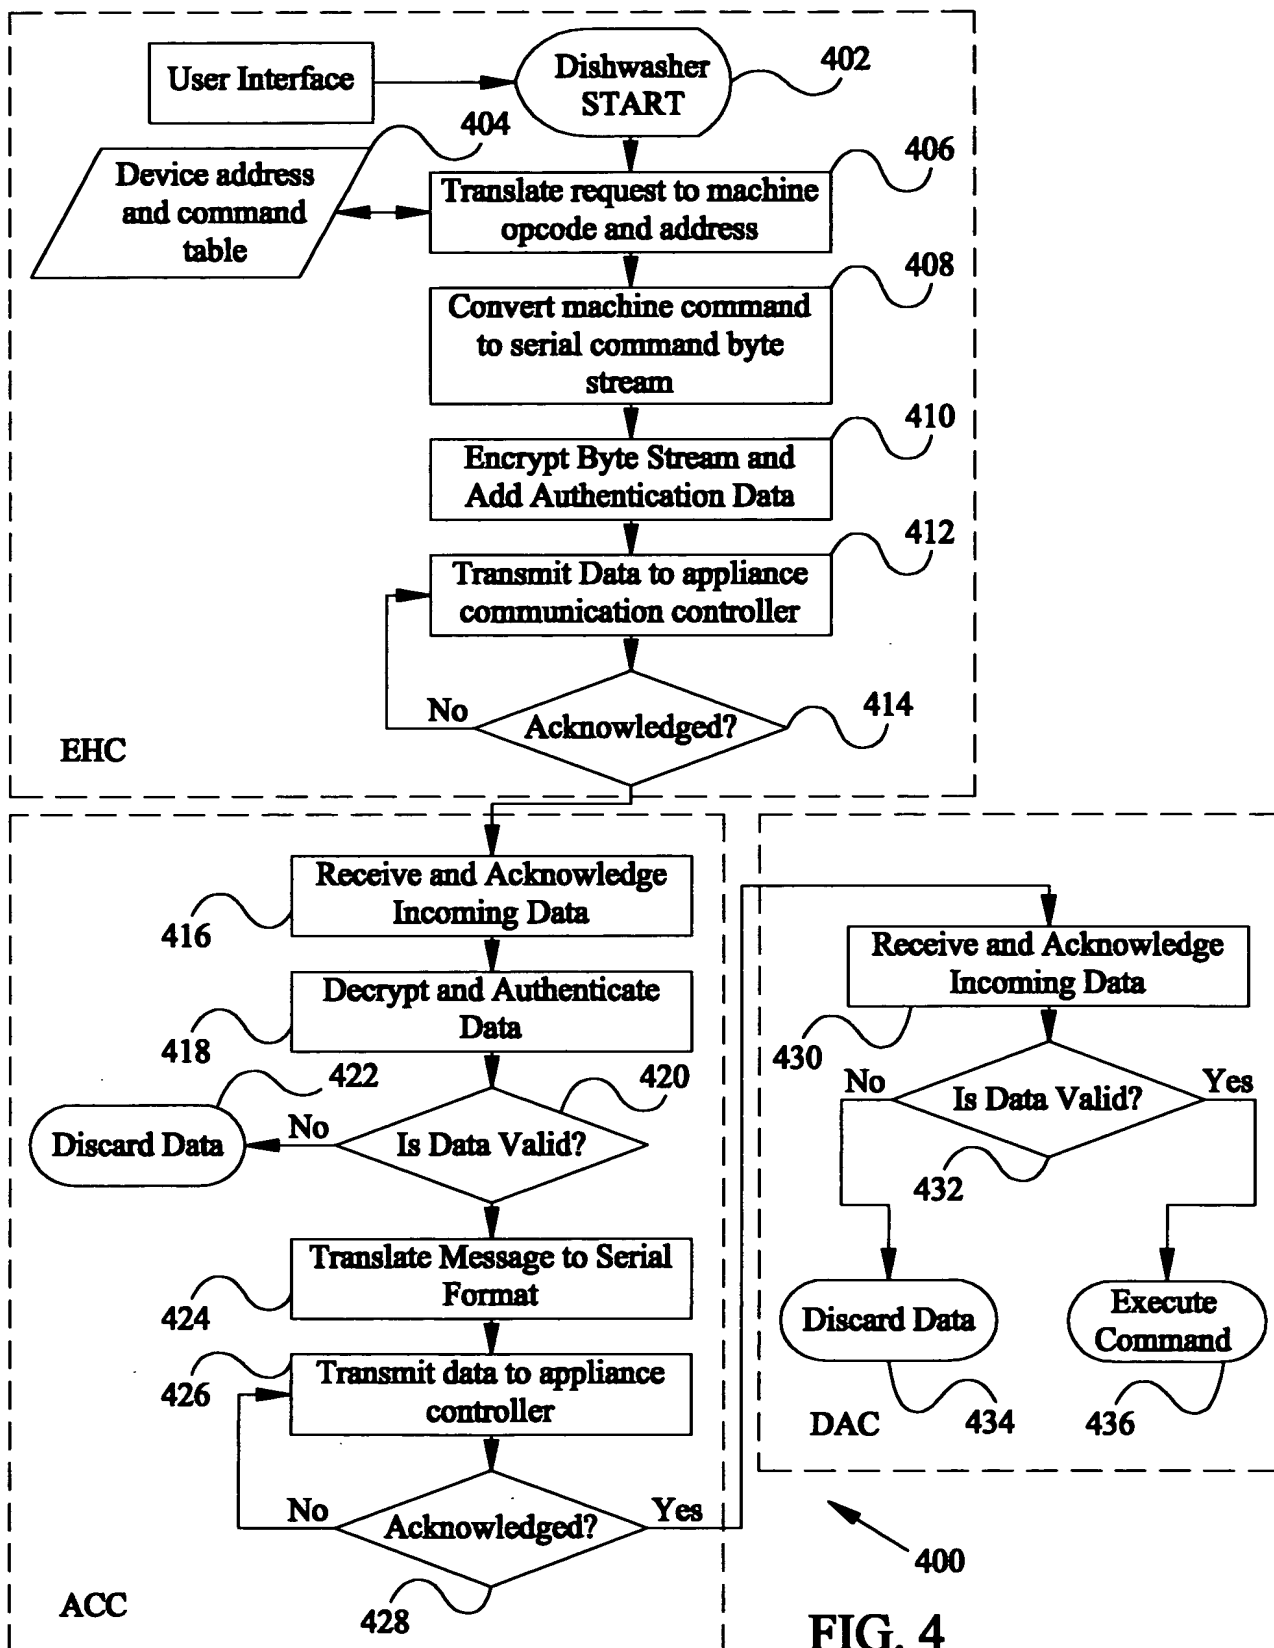 User Interface
Dishwasher
START
402
404
Device address
and command
table
406
Translate request to machine
opcode and address
408
Convert machine command
to serial command byte
stream
410
Encrypt Byte Stream and
Add Authentication Data
412
Transmit Data to appliance
communication controller
No
Acknowledged?
414
EHC
Receive and Acknowledge
Incoming Data
416
Decrypt and Authenticate
Data
418
422
420
Discard Data
No
Is Data Valid?
Translate Message to Serial
Format
424
Transmit data to appliance
controller
426
No
Acknowledged?
Yes
428
ACC
Receive and Acknowledge
Incoming Data
430
No
Is Data Valid?
Yes
432
Discard Data
Execute
Command
434
436
DAC
400
FIG. 4